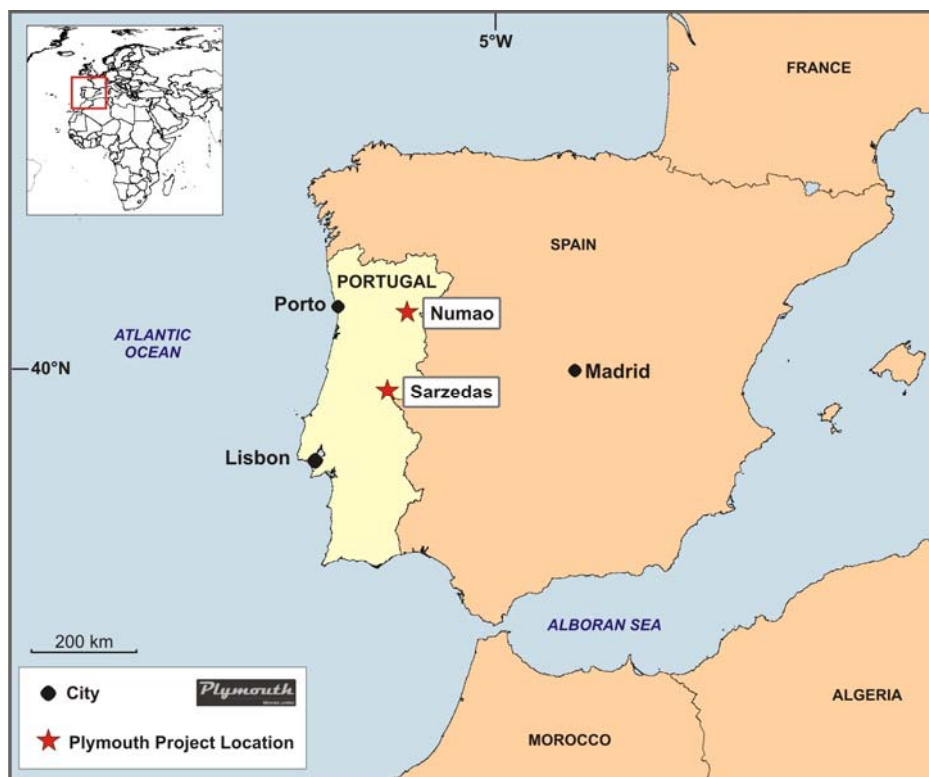 5°W
FRANCE
SPAIN
PORTUGAL
Porto
Numao
ATLANTIC
OCEAN
40°N
Madrid
Sarzedas
Lisbon
ALBORAN SEA
200 km
City
Plymouth
ALGERIA
Plymouth Project Location
MOROCCO